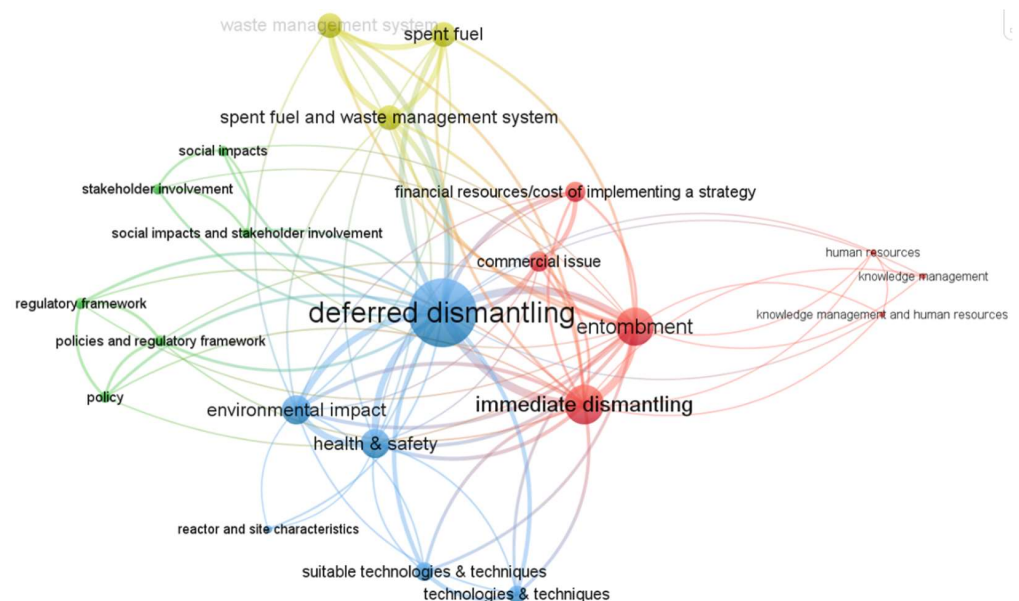 waste management system
spent fuel
spent fuel and waste management system
social impacts
stakeholder involvement
financial resources/cost of implementing a strategy
social impacts and stakeholder involvement
human resources
commercial issue
knowledge management
regulatory framework
deferred dismantling
knowledge management and human resources
entombment
policies and regulatory framework
policy
immediate dismantling
environmental impact
health & safety
reactor and site characteristics
suitable technologies & techniques
technologies & techniques